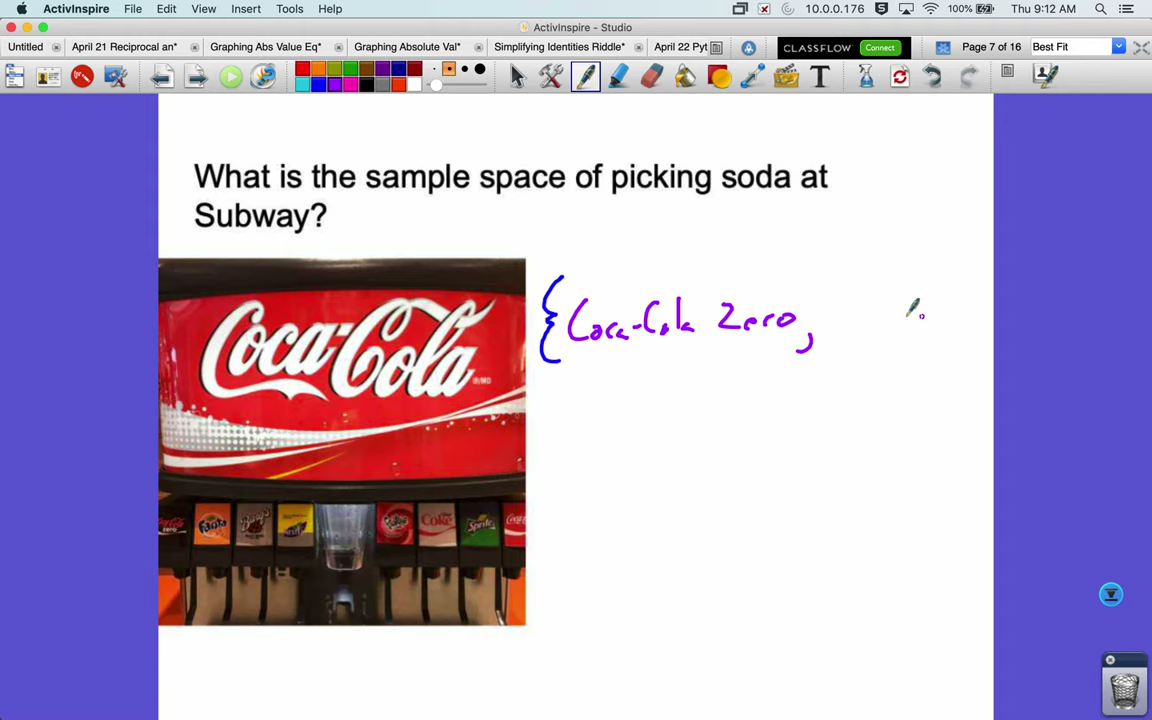 ActivInspire File Edit View Insert Tools Help 10.0.0.176 100% Thu 9:12 AM
ActivInspire - Studio
Untitled April 21 Reciprocal an* Graphing Abs Value Eq* Graphing Absolute Val* Simplifying Identities Riddle* April 22 Pyt CLASSFLOW Connect Page 7 of 16 Best Fit
What is the sample space of picking soda at
Subway?
{ Coca-Cola Zero,
Coca-Cola
zero Fanta Barq's Coke Sprite